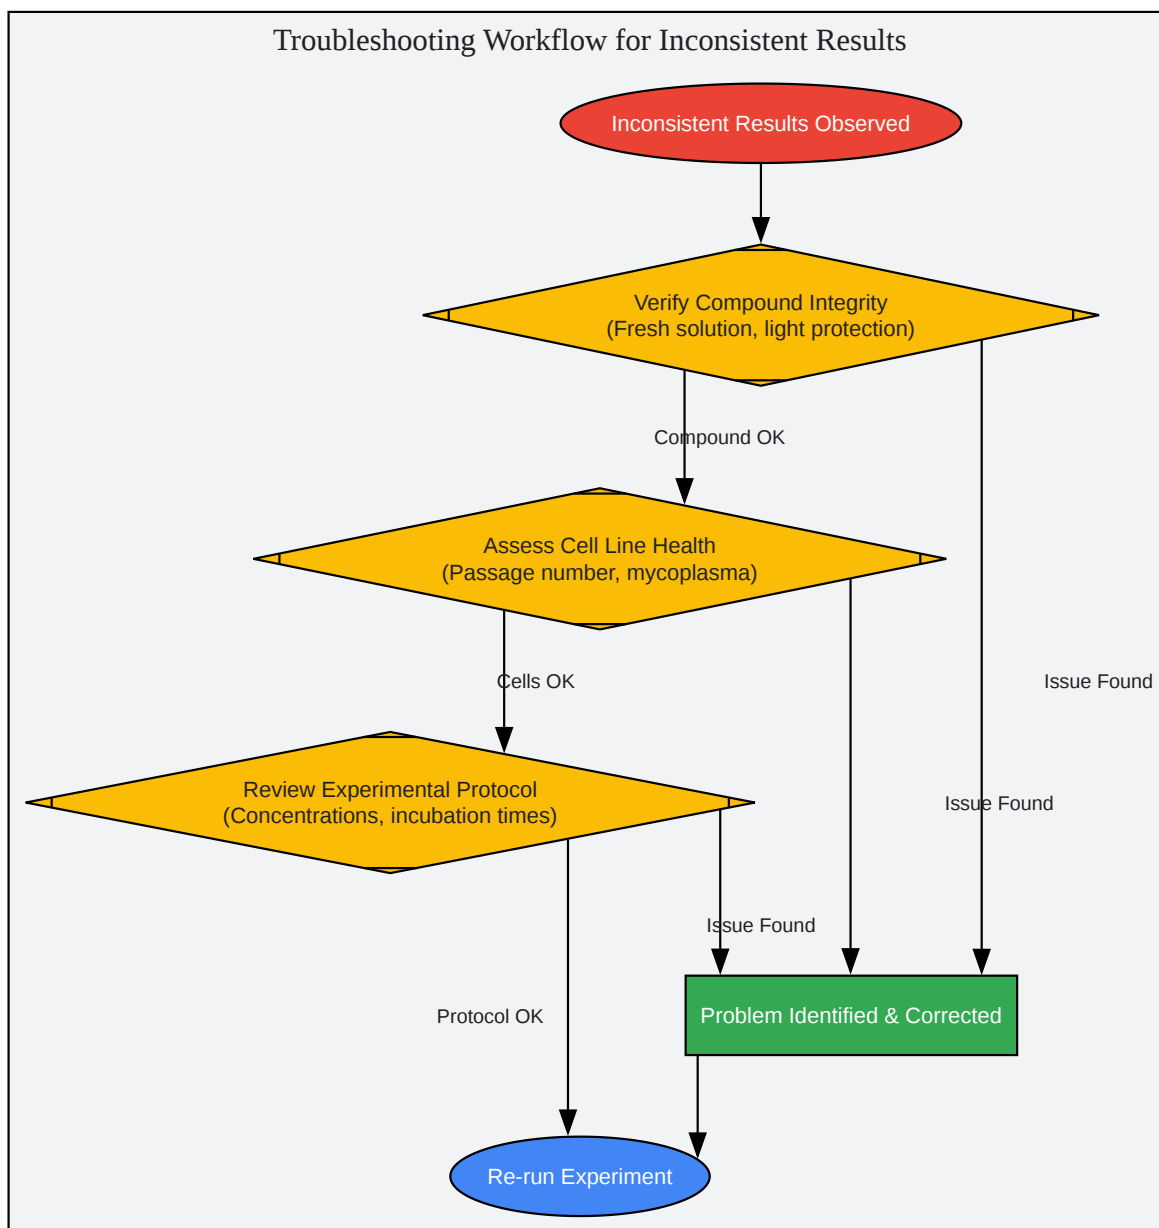 Troubleshooting Workflow for Inconsistent Results
Inconsistent Results Observed
Verify Compound Integrity
(Fresh solution, light protection)
Compound OK
Assess Cell Line Health
(Passage number, mycoplasma)
Cells OK
Issue Found
Review Experimental Protocol
(Concentrations, incubation times)
Issue Found
Issue Found
Protocol OK
Problem Identified & Corrected
Re-run Experiment